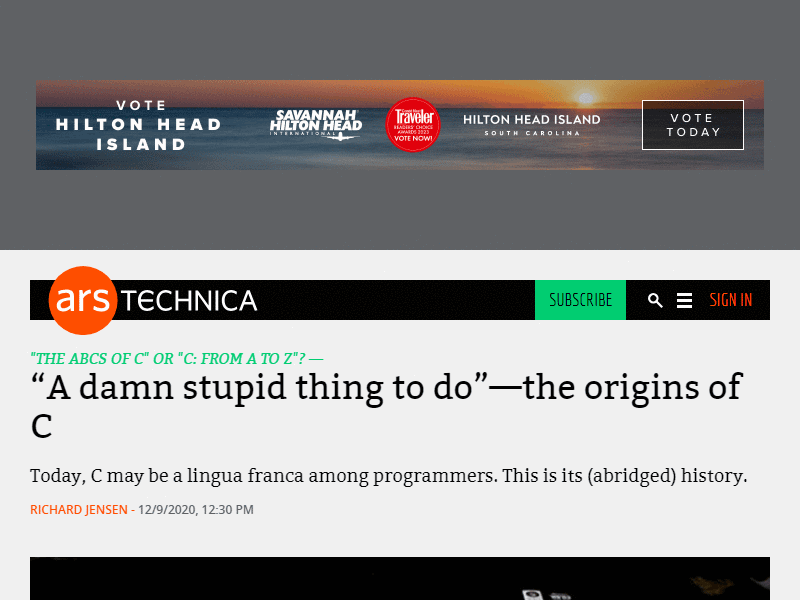 VOTE
HILTON HEAD
ISLAND
SAVANNAH
HILTON HEAD
INTERNATIONAL
Traveler
READERS' CHOICE
AWARDS 2023
VOTE NOW!
HILTON HEAD ISLAND
SOUTH CAROLINA
VOTE
TODAY
ars TECHNICA
SUBSCRIBE
SIGN IN
"THE ABCS OF C" OR "C: FROM A TO Z"? —
“A damn stupid thing to do”—the origins of
C
Today, C may be a lingua franca among programmers. This is its (abridged) history.
RICHARD JENSEN - 12/9/2020, 12:30 PM